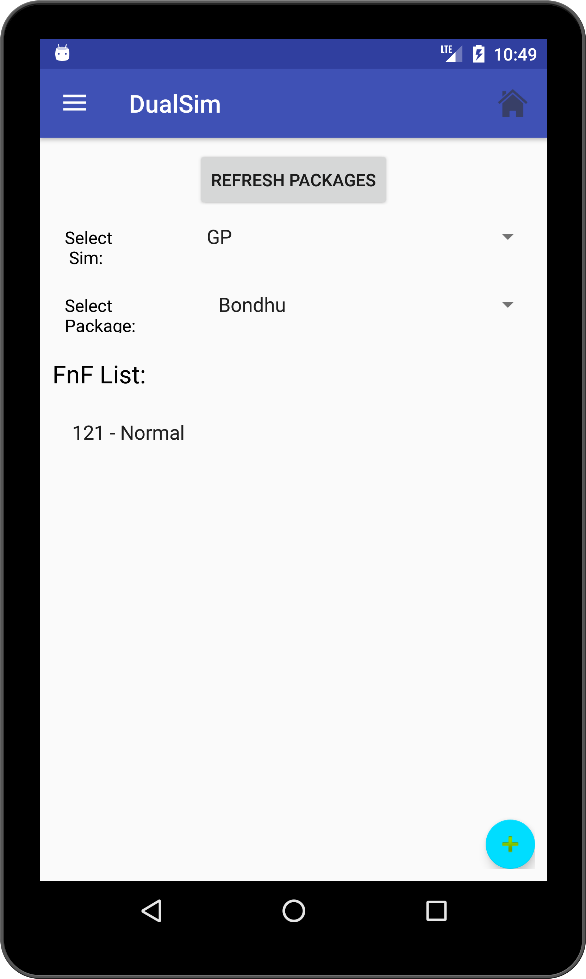 LTE 10:49
DualSim
REFRESH PACKAGES
Select
Sim:
GP
Select
Package:
Bondhu
FnF List:
121 - Normal